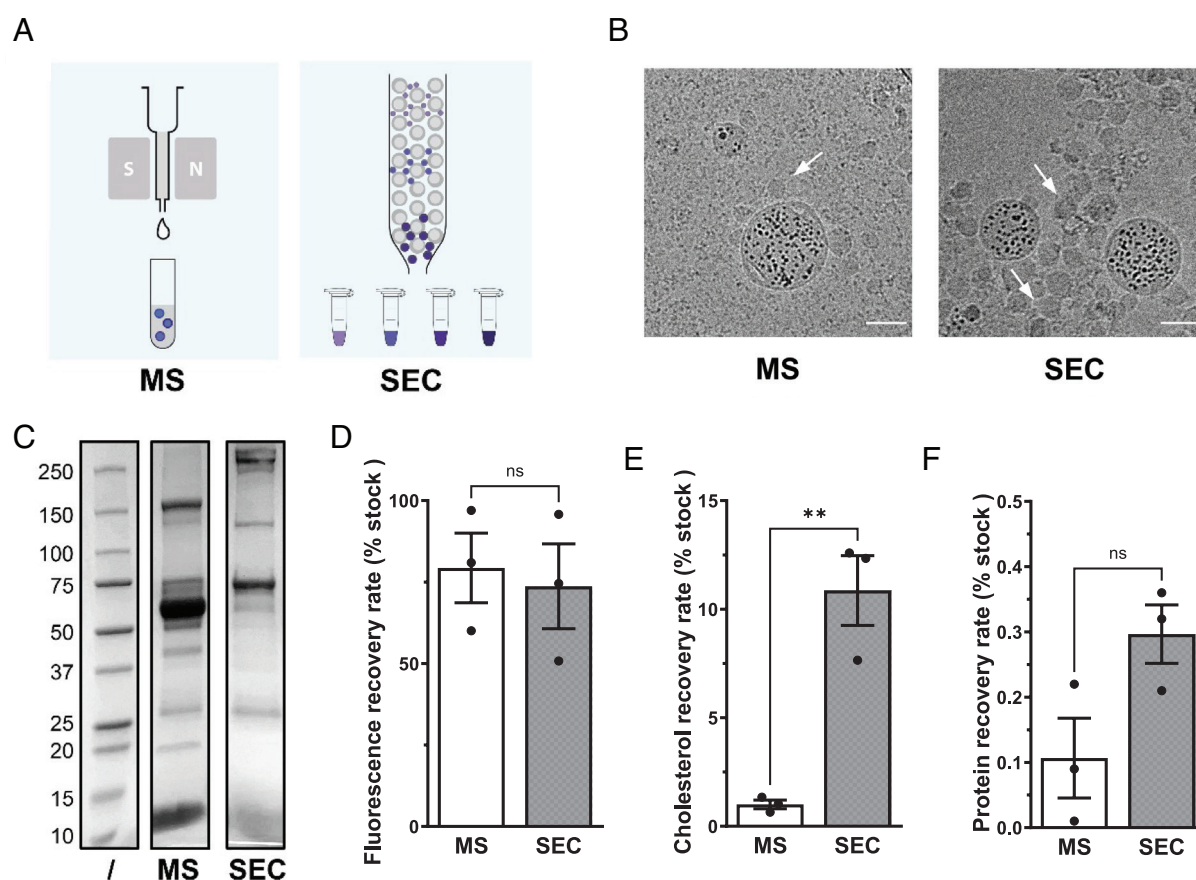 A
S
N
MS
SEC
B
MS
SEC
C
250
150
100
75
50
37
25
20
15
10
/
MS
SEC
D
Fluorescence recovery rate (% stock )
100
50
0
ns
MS
SEC
E
Cholesterol recovery rate (% stock )
15
10
5
0
**
MS
SEC
F
Protein recovery rate (% stock )
0.5
0.4
0.3
0.2
0.1
0.0
ns
MS
SEC